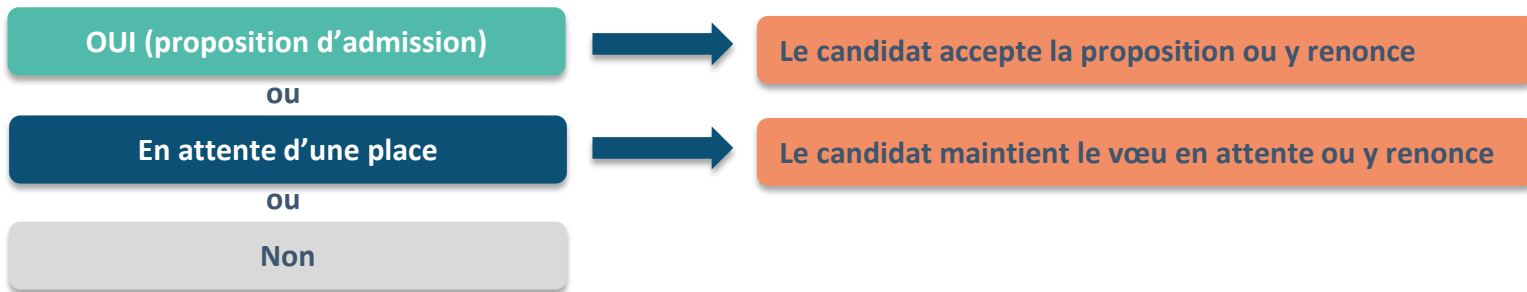 OUI (proposition d’admission)
Le candidat accepte la proposition ou y renonce
ou
En attente d’une place
Le candidat maintient le vœu en attente ou y renonce
ou
Non